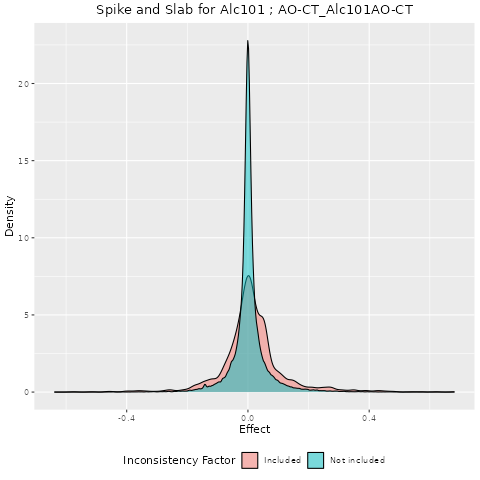 Spike and Slab for Alc101 ; AO-CT_Alc101AO-CT
Density
20
15
10
5
0
-0.4
0.0
0.4
Effect
Inconsistency Factor
Included
Not included